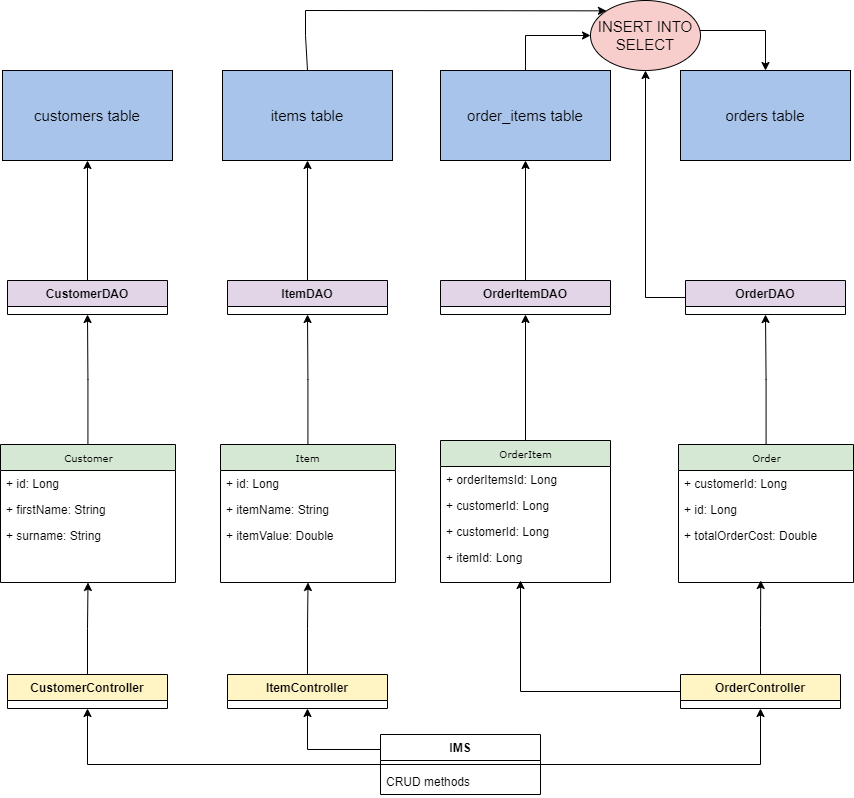 INSERT INTO
SELECT
customers table
items table
order_items table
orders table
CustomerDAO
ItemDAO
OrderItemDAO
OrderDAO
Customer
+ id: Long
+ firstName: String
+ surname: String
Item
+ id: Long
+ itemName: String
+ itemValue: Double
OrderItem
+ orderItemsId: Long
+ customerId: Long
+ customerId: Long
+ itemId: Long
Order
+ customerId: Long
+ id: Long
+ totalOrderCost: Double
CustomerController
ItemController
OrderController
IMS
CRUD methods